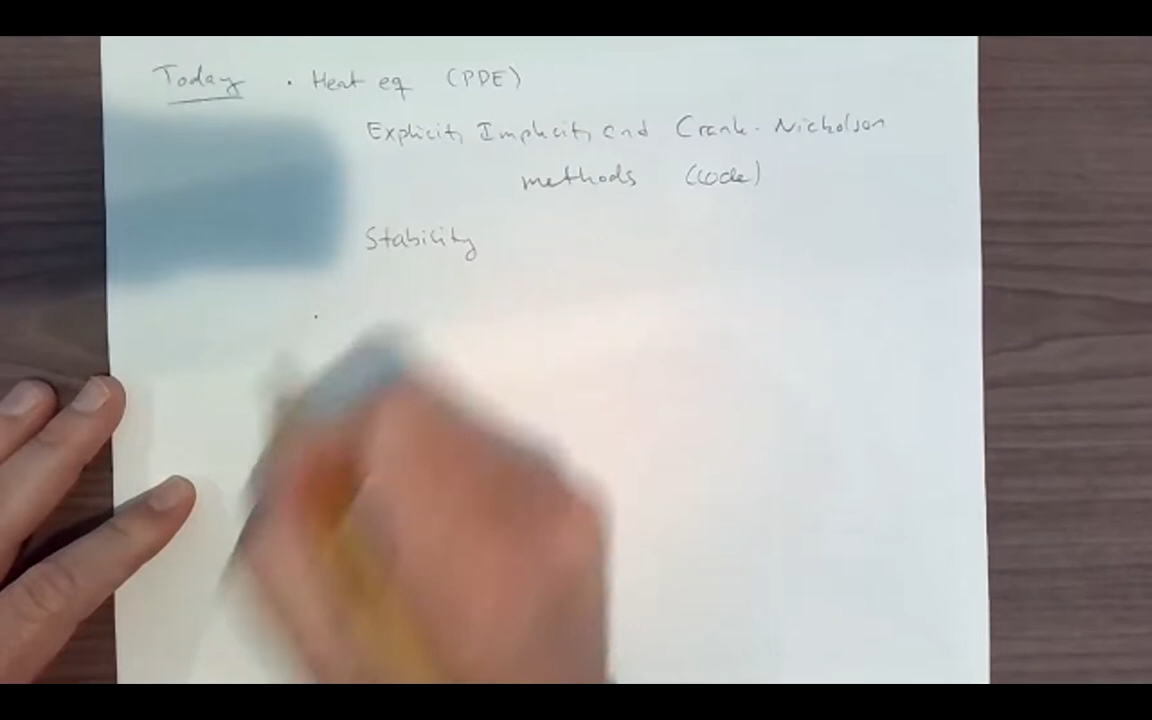 Today · Heat eq (PDE)
Explicit, Implicit, and Crank-Nicholson
methods (code)
Stability